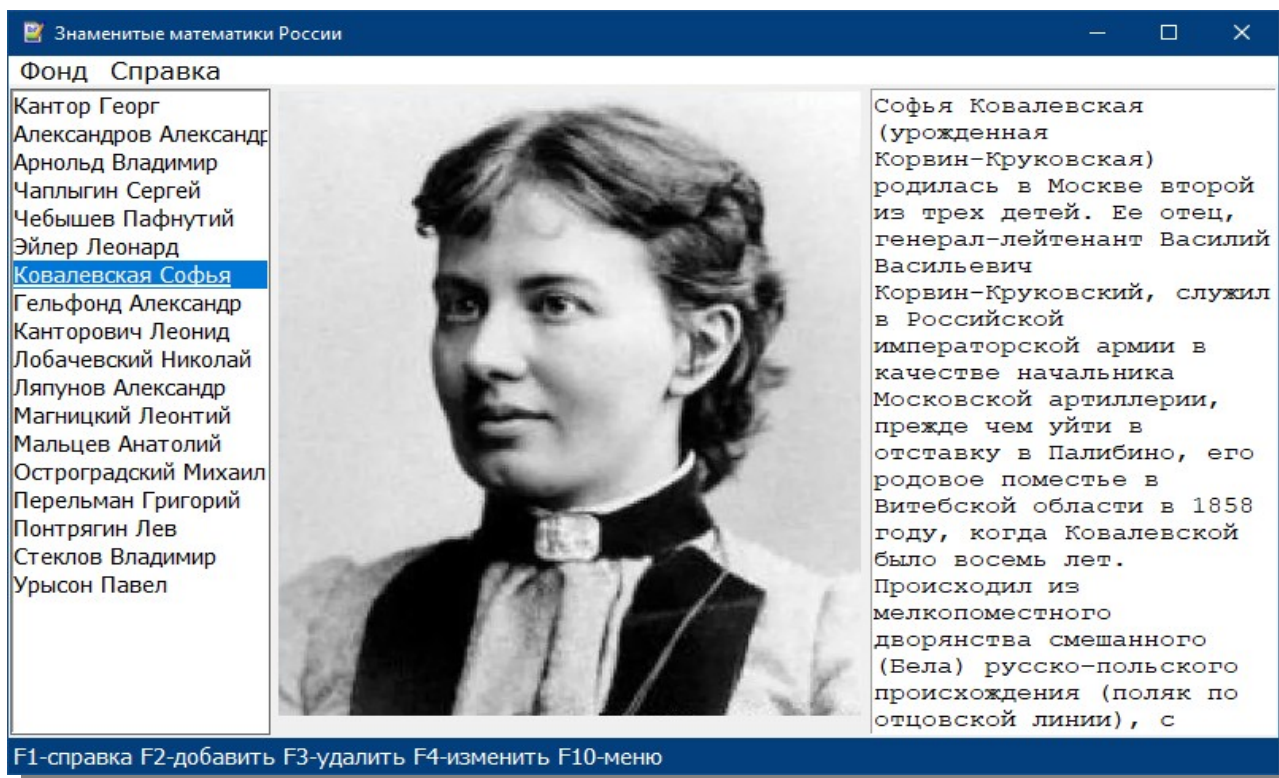 Знаменитые математики России
Фонд Справка
Кантор Георг
Александров Александр
Арнольд Владимир
Чаплыгин Сергей
Чебышев Пафнутий
Эйлер Леонард
Ковалевская Софья
Гельфонд Александр
Канторович Леонид
Лобачевский Николай
Ляпунов Александр
Магницкий Леонтий
Мальцев Анатолий
Остроградский Михаил
Перельман Григорий
Понтрягин Лев
Стеклов Владимир
Урысон Павел
Софья Ковалевская
(урожденная
Корвин-Круковская)
родилась в Москве второй
из трех детей. Ее отец,
генерал-лейтенант Василий
Васильевич
Корвин-Круковский, служил
в Российской
императорской армии в
качестве начальника
Московской артиллерии,
прежде чем уйти в
отставку в Палибино, его
родовое поместье в
Витебской области в 1858
году, когда Ковалевской
было восемь лет.
Происходил из
мелкопоместного
дворянства смешанного
(Бела) русско-польского
происхождения (поляк по
отцовской линии), с
F1-справка F2-добавить F3-удалить F4-изменить F10-меню